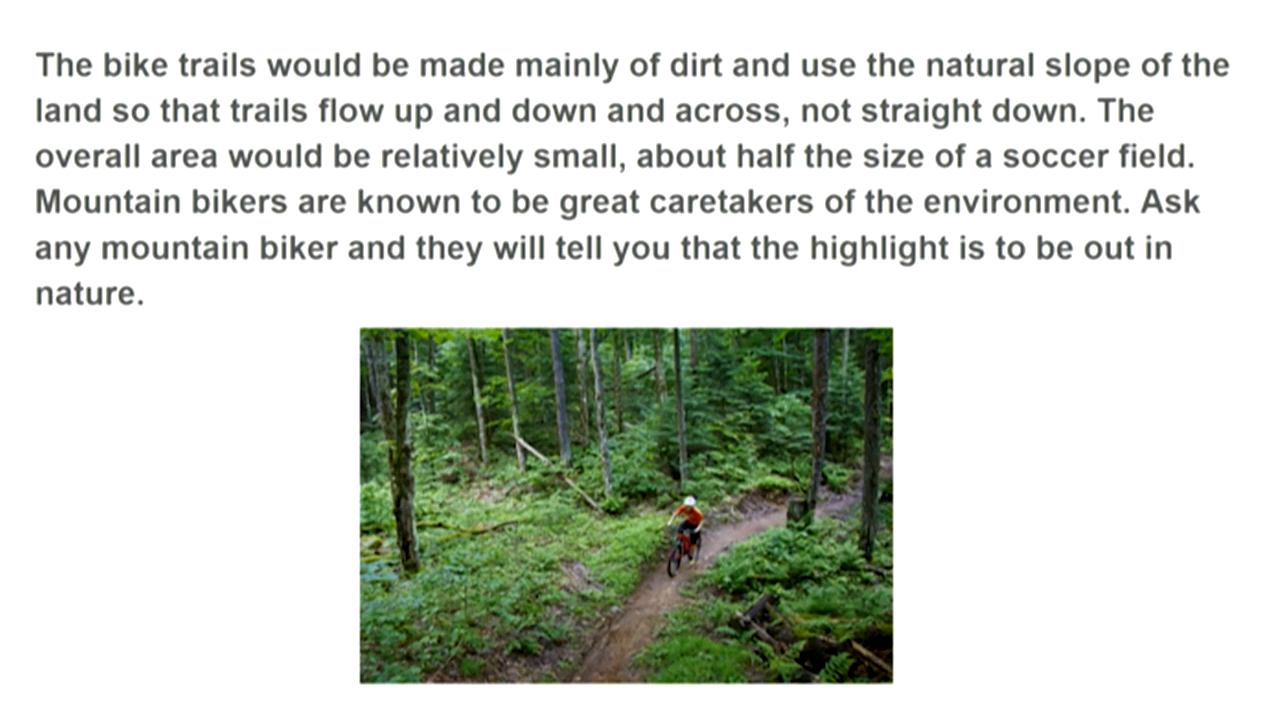 The bike trails would be made mainly of dirt and use the natural slope of the
land so that trails flow up and down and across, not straight down. The
overall area would be relatively small, about half the size of a soccer field.
Mountain bikers are known to be great caretakers of the environment. Ask
any mountain biker and they will tell you that the highlight is to be out in
nature.